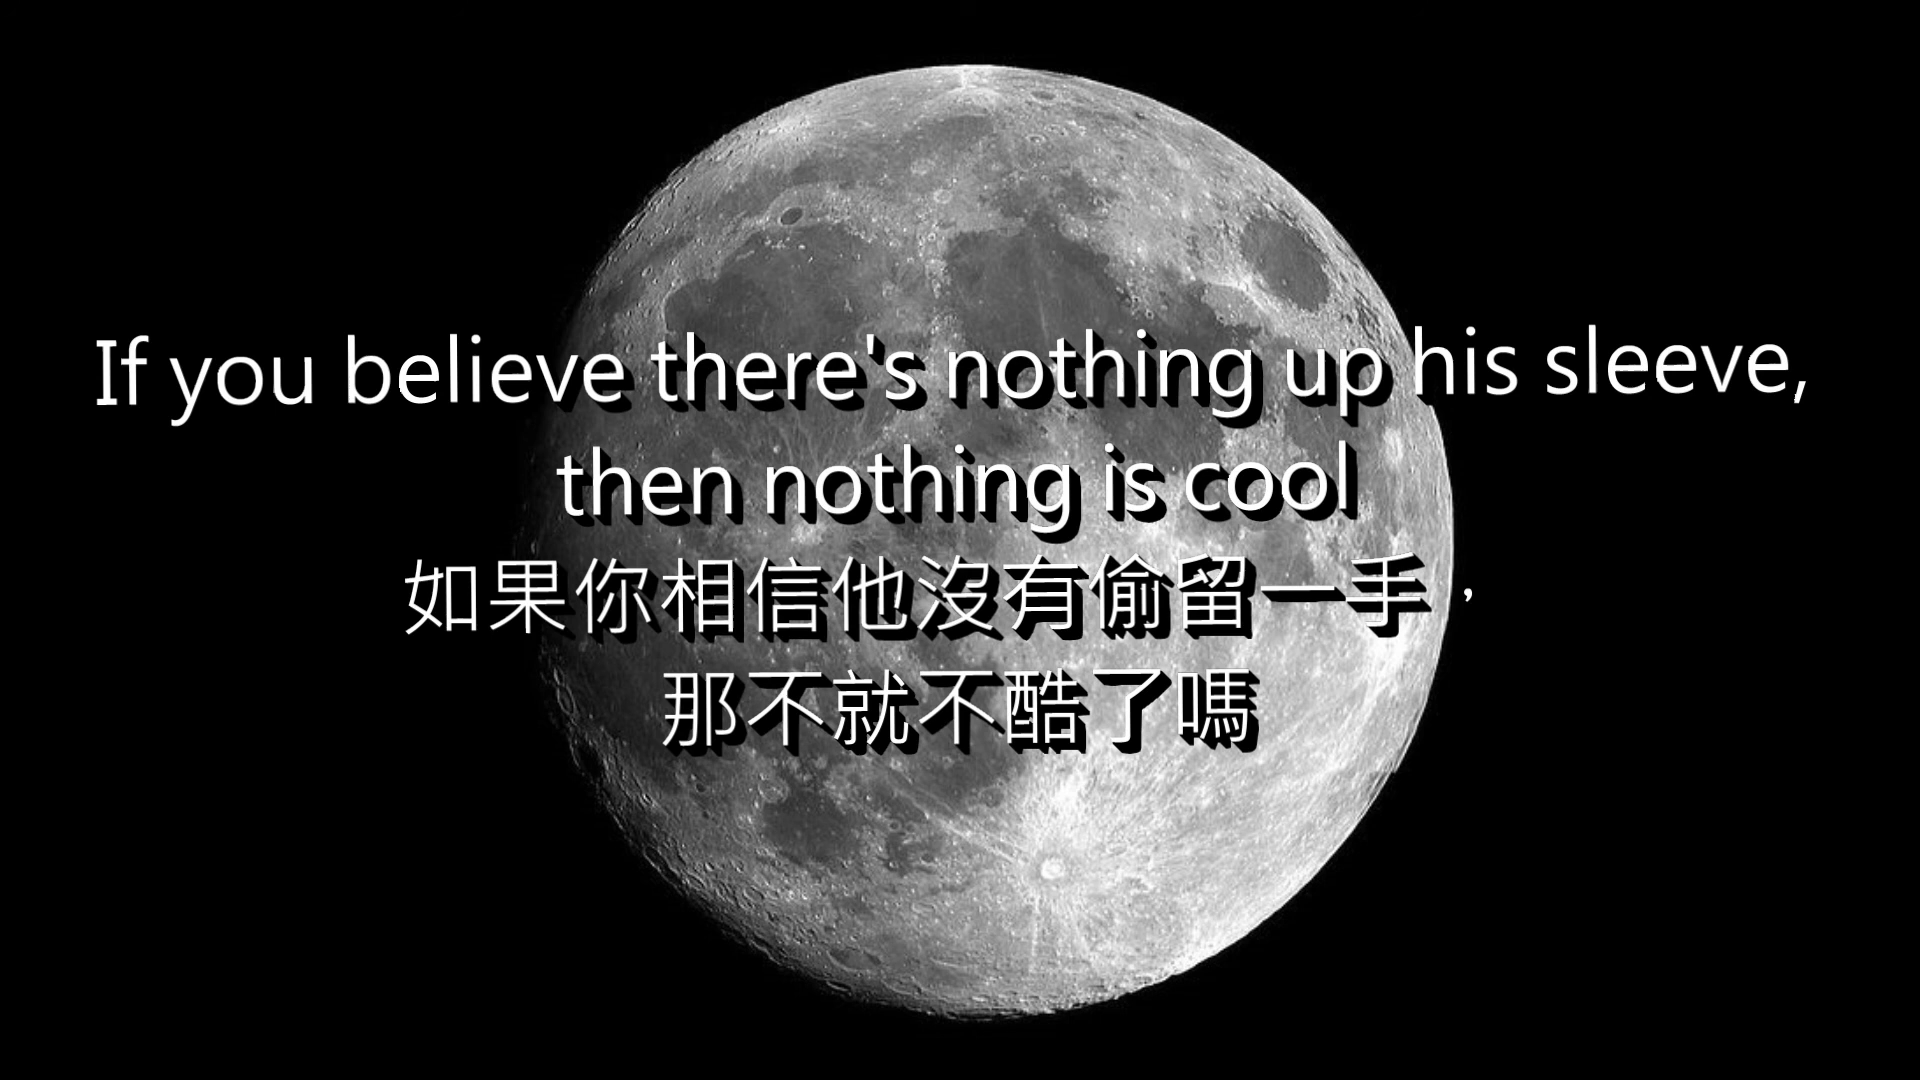 If you believe there's nothing up his sleeve,
then nothing is cool
如果你相信他沒有偷留一手，
那不就不酷了嗎